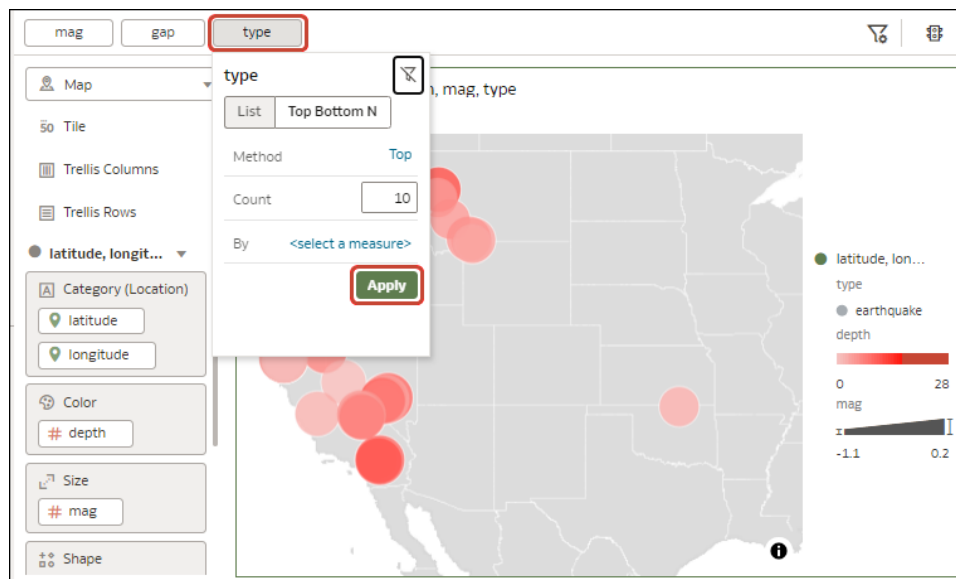 mag
gap
type
Map
type
List
Top Bottom N
Method
Top
Count
10
By
<select a measure>
Apply
50 Tile
Trellis Columns
Trellis Rows
latitude, longit...
A Category (Location)
latitude
longitude
Color
# depth
Size
# mag
Shape
, mag, type
latitude, lon...
type
earthquake
depth
0 28
mag
-1.1 0.2